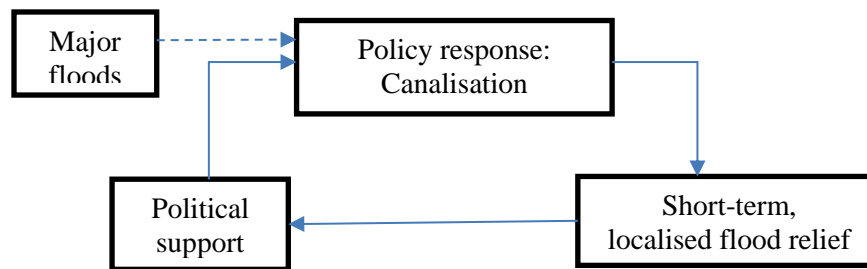 Major
floods
Policy response:
Canalisation
Political
support
Short-term,
localised flood relief